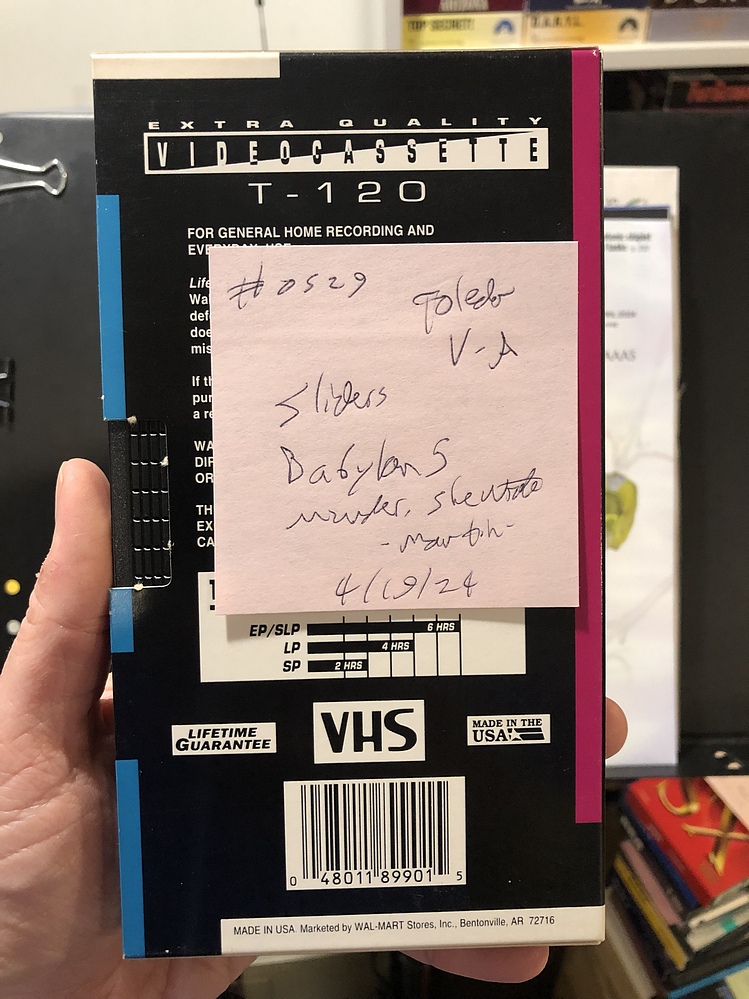 TOP SECRET!
EXTRA QUALITY
VIDEOCASSETTE
T-120
FOR GENERAL HOME RECORDING AND
#0529
Toledo
V-A
Sliders
Babylon 5
murder, she wrote
-Martin-
4/19/24
EP/SLP 6 HRS
LP 4 HRS
SP 2 HRS
LIFETIME
GUARANTEE
VHS
MADE IN THE
USA
0 48011 89901 5
MADE IN USA. Marketed by WAL-MART Stores, Inc., Bentonville, AR 72716